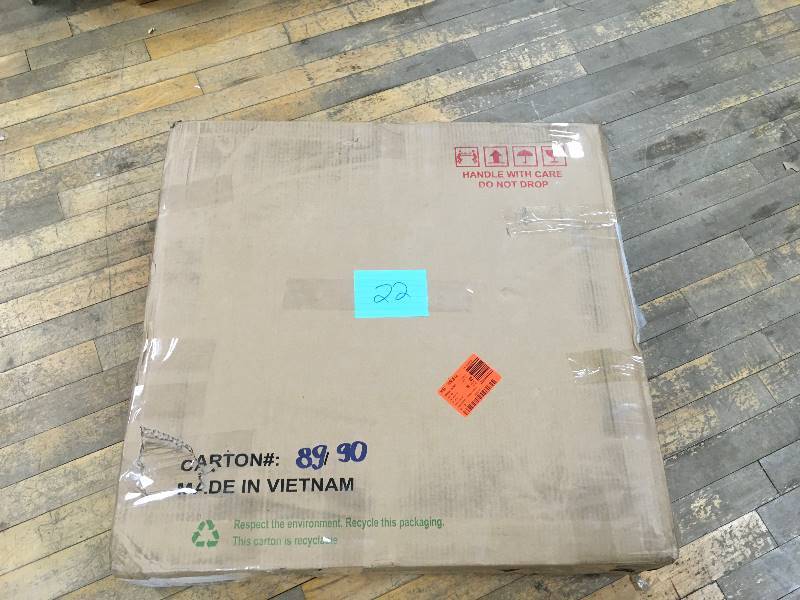 HANDLE WITH CARE
DO NOT DROP
22
CARTON#: 89/90
MADE IN VIETNAM
Respect the environment. Recycle this packaging.
This carton is recyclable